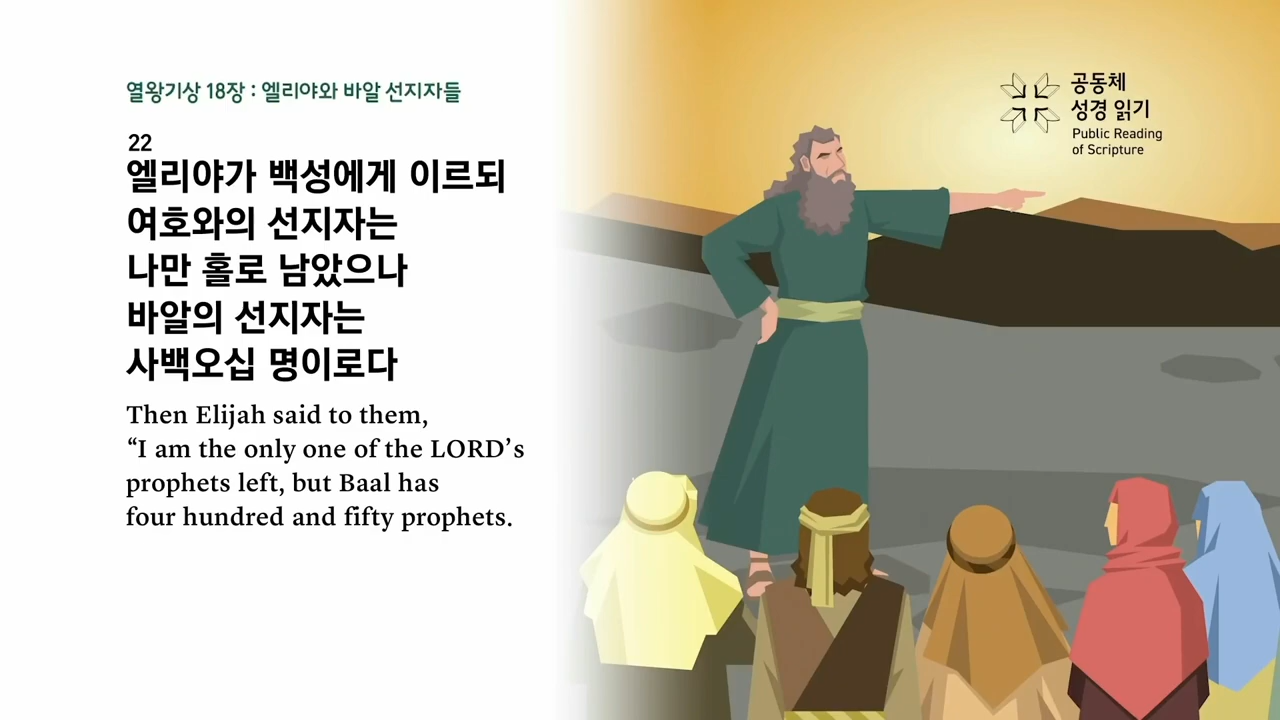 열왕기상 18장 : 엘리야와 바알 선지자들
22
엘리야가 백성에게 이르되
여호와의 선지자는
나만 홀로 남았으나
바알의 선지자는
사백오십 명이로다
Then Elijah said to them,
“I am the only one of the LORD’s
prophets left, but Baal has
four hundred and fifty prophets.
공동체
성경 읽기
Public Reading
of Scripture